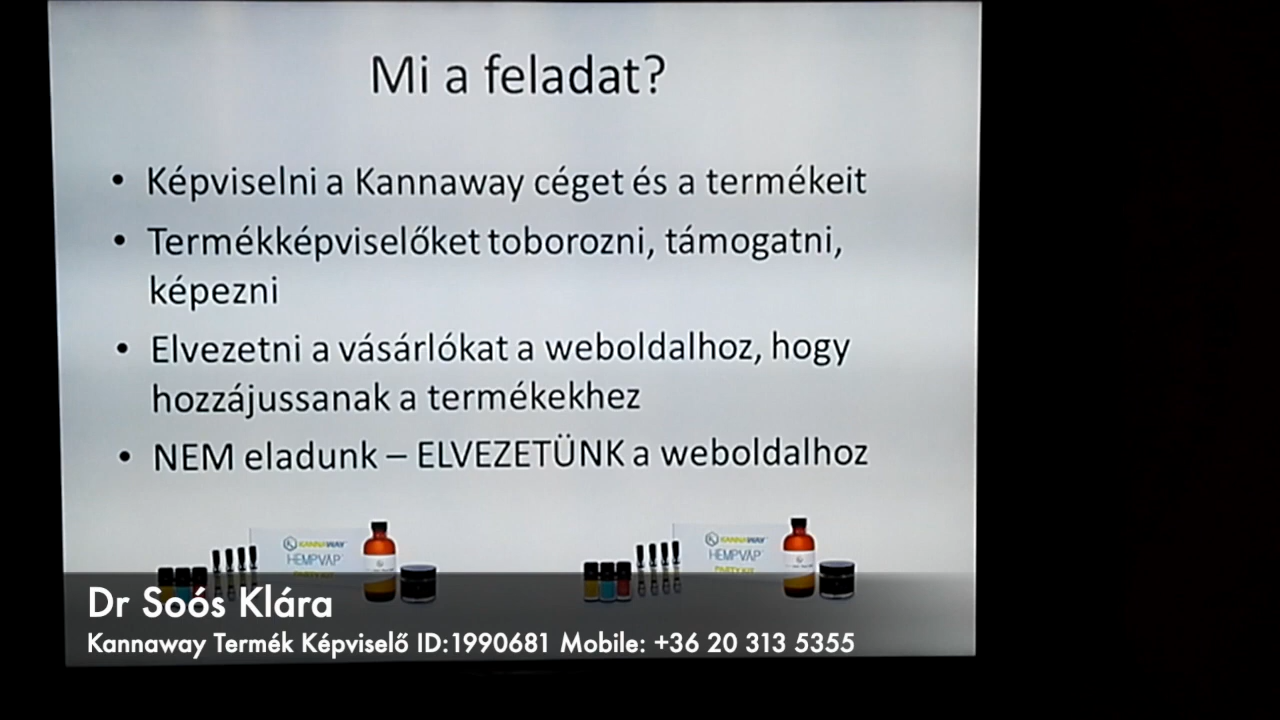 Mi a feladat?
• Képviselni a Kannaway céget és a termékeit
• Termékképviselőket toborozni, támogatni,
képezni
• Elvezetni a vásárlókat a weboldalhoz, hogy
hozzájussanak a termékekhez
• NEM eladunk – ELVEZETÜNK a weboldalhoz
KANNAWAY
HEMPVAP
PARTY KIT
KANNAWAY
HEMPVAP
PARTY KIT
Dr Soós Klára
Kannaway Termék Képviselő ID:1990681 Mobile: +36 20 313 5355